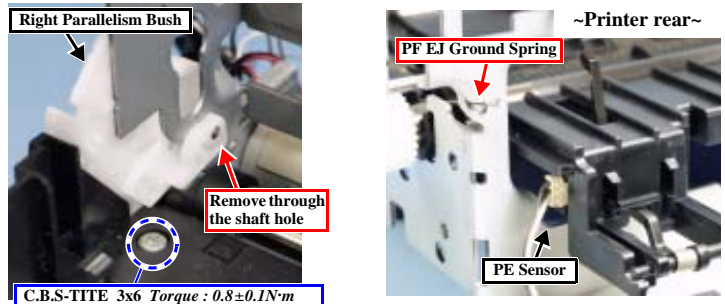 Right Parallelism Bush
Remove through
the shaft hole
C.B.S-TITE 3x6 Torque : 0.8±0.1N·m
~Printer rear~
PF EJ Ground Spring
PE Sensor